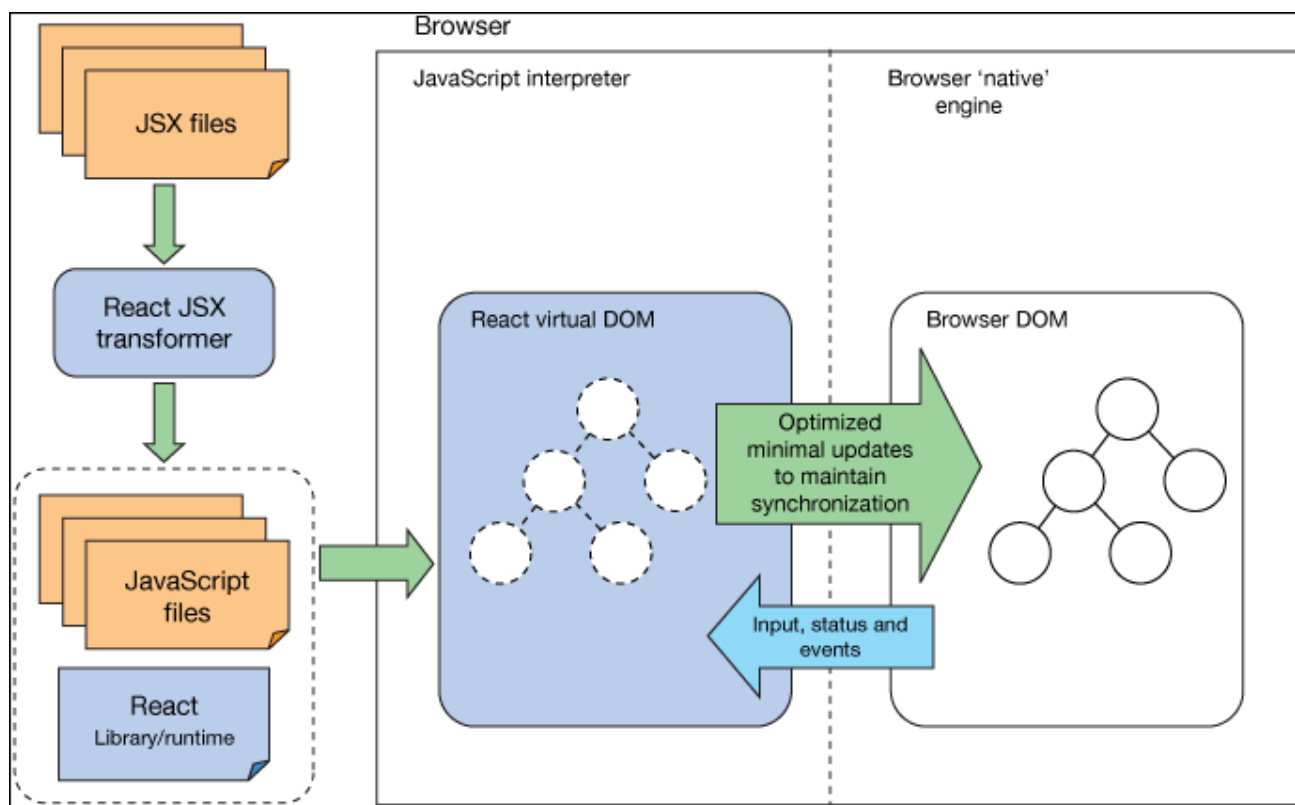 Browser
JSX files
JavaScript interpreter
Browser ‘native’
engine
React JSX
transformer
React virtual DOM
Browser DOM
Optimized
minimal updates
to maintain
synchronization
JavaScript
files
Input, status and
events
React
Library/runtime